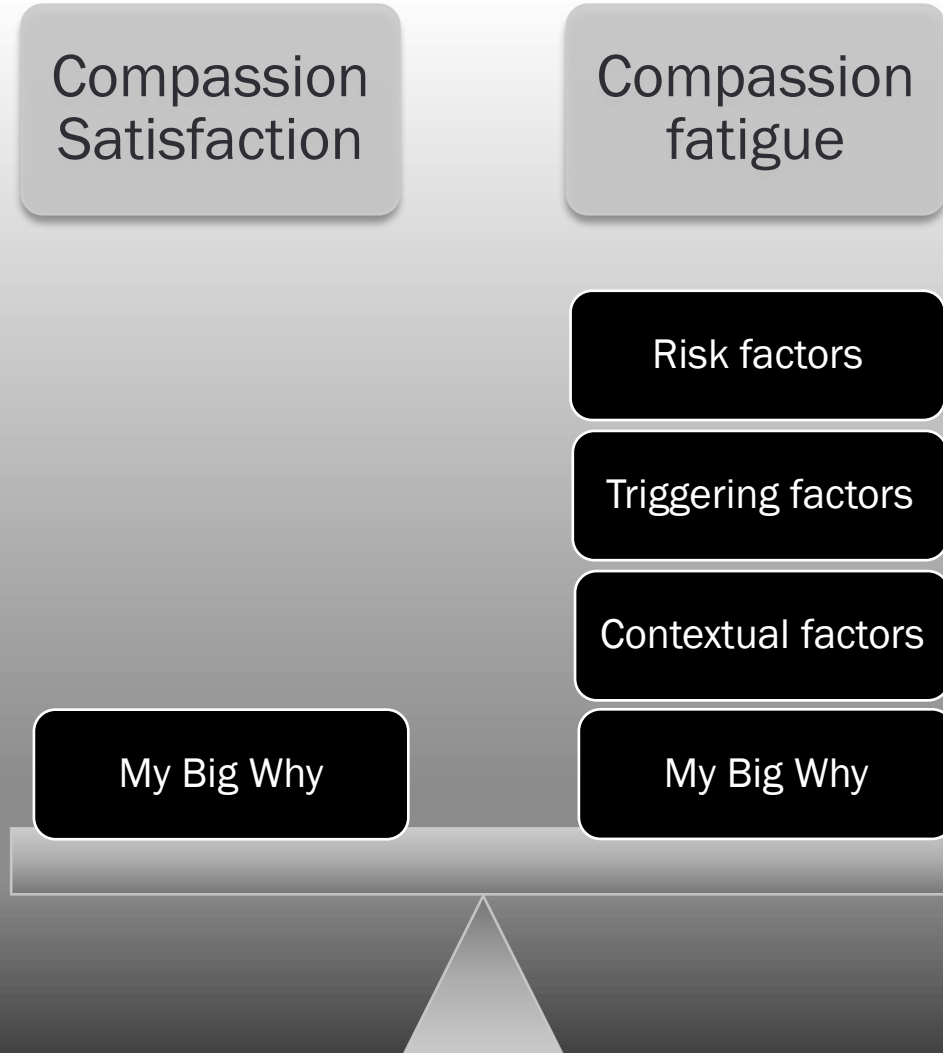 Compassion
Satisfaction
Compassion
fatigue
Risk factors
Triggering factors
Contextual factors
My Big Why
My Big Why